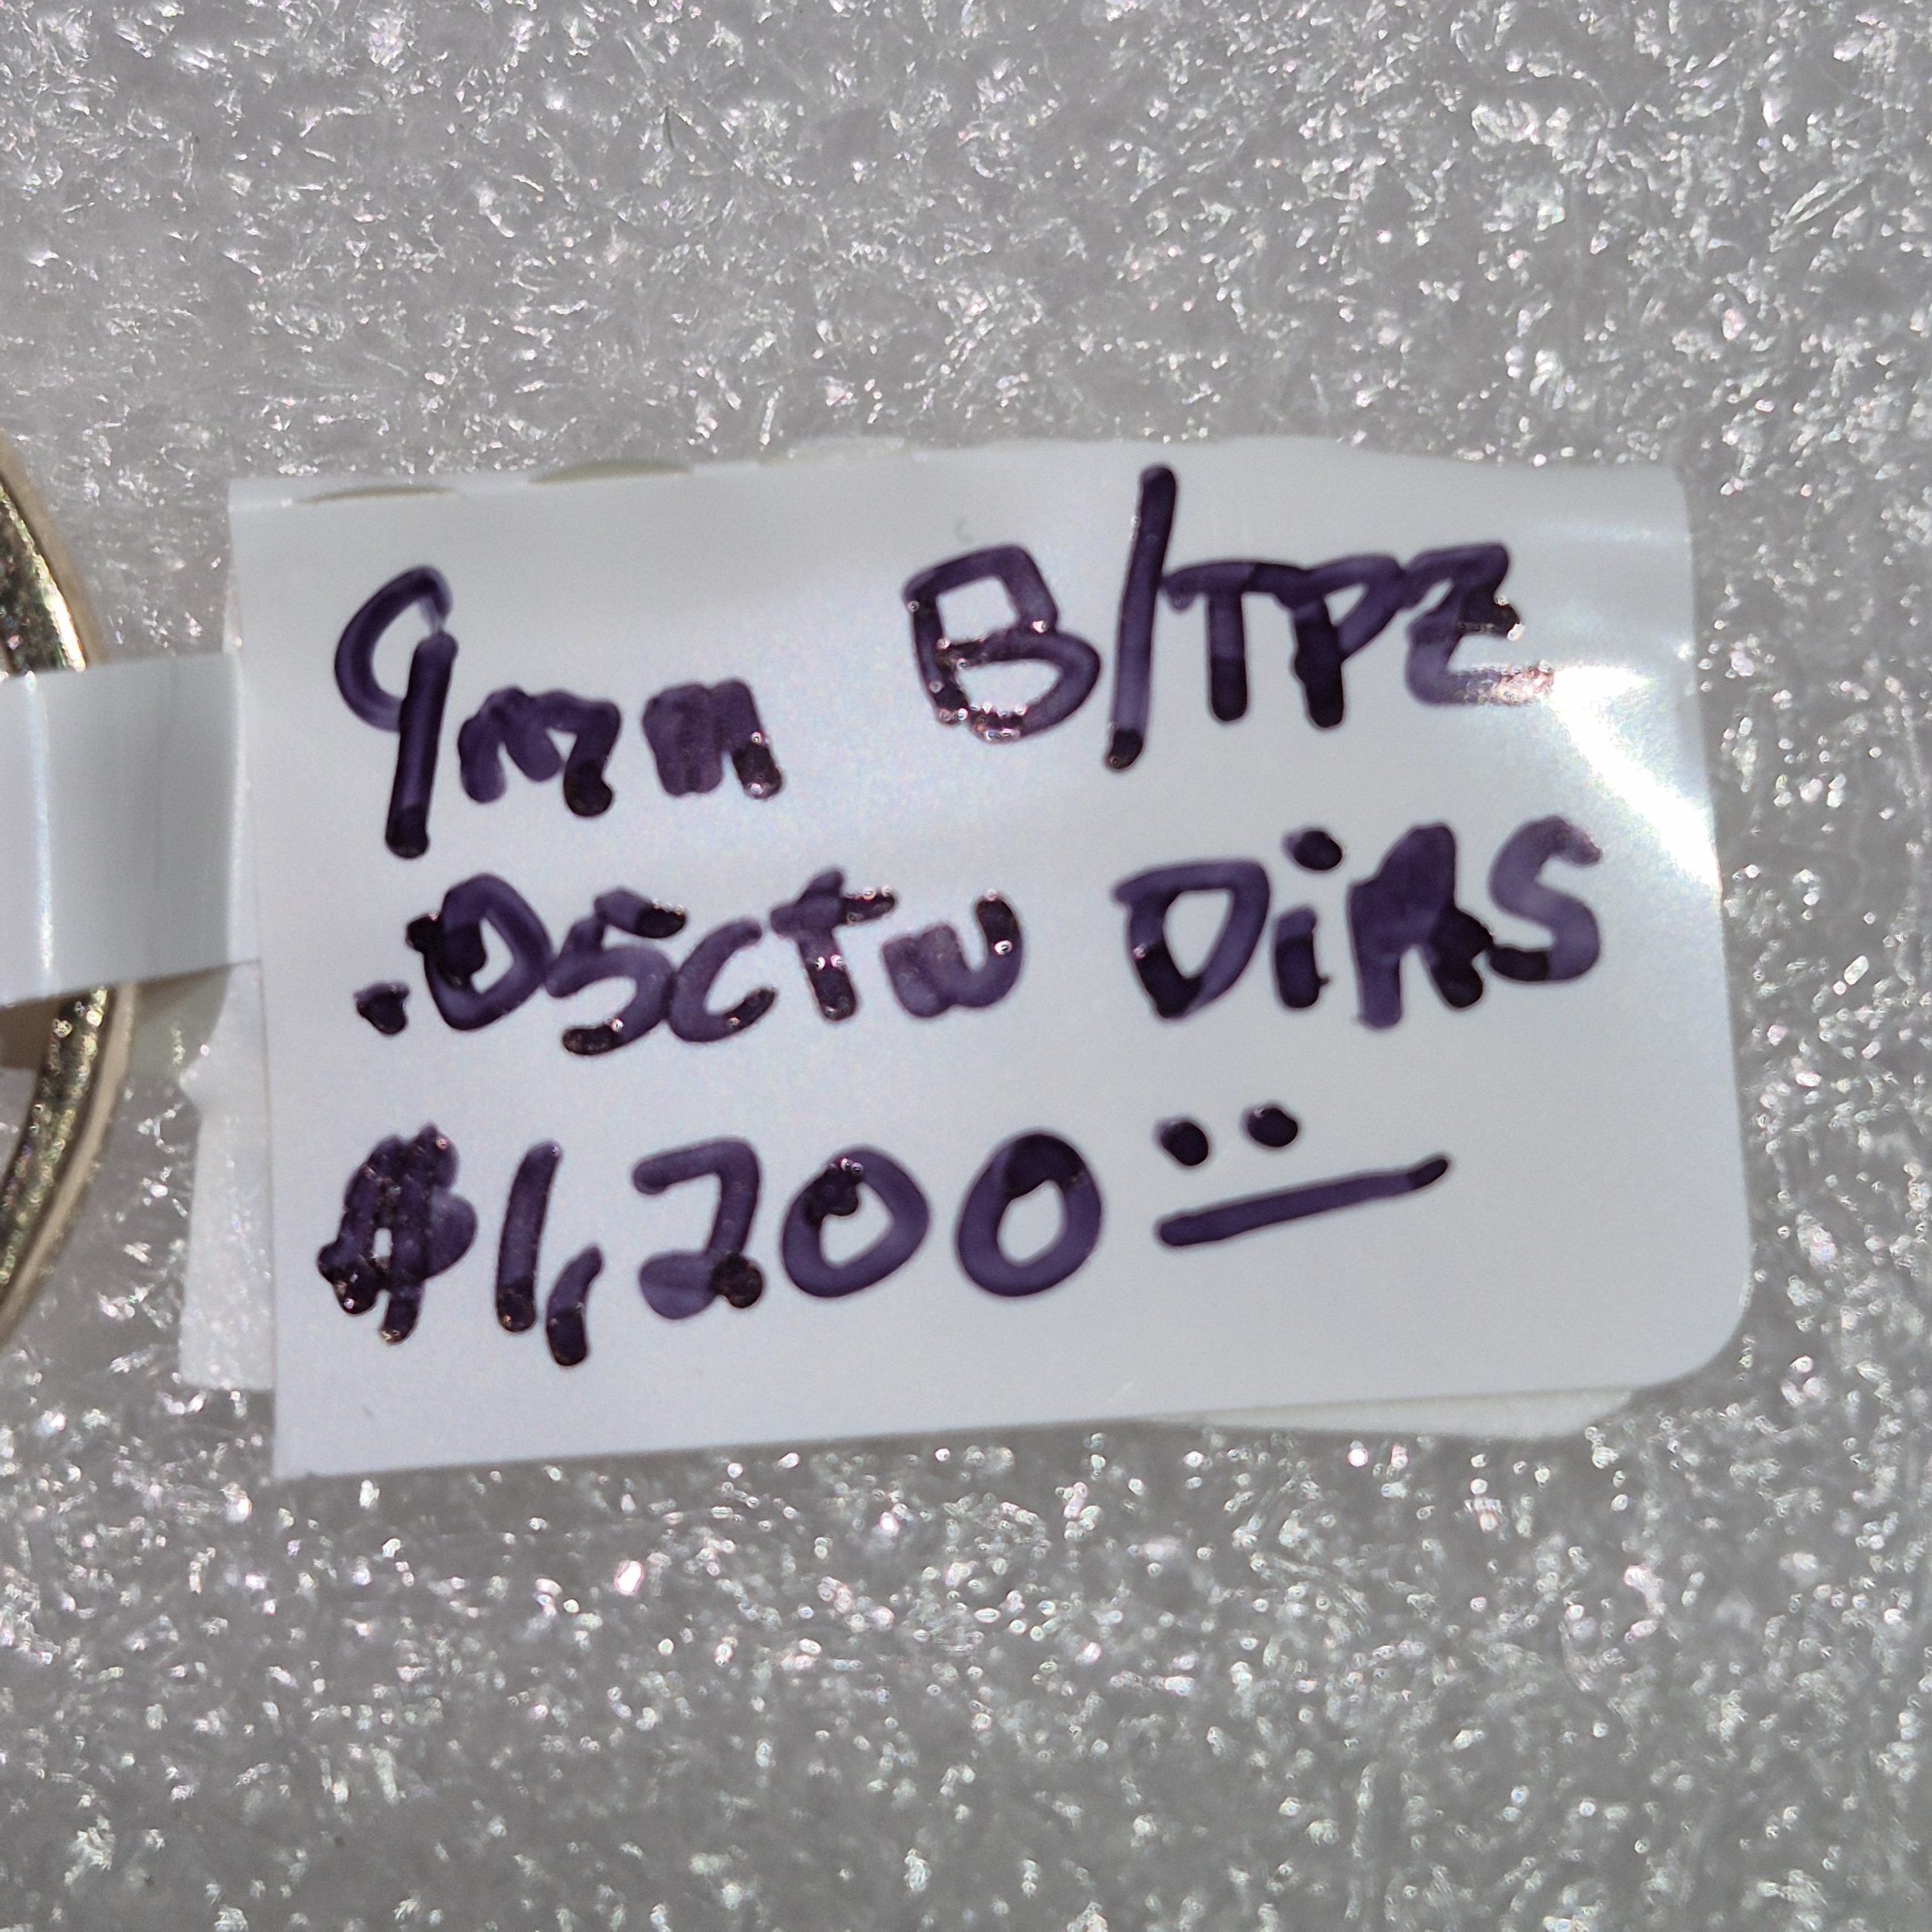 9mm B/TPZ
.05ctw DiAS
$1,200